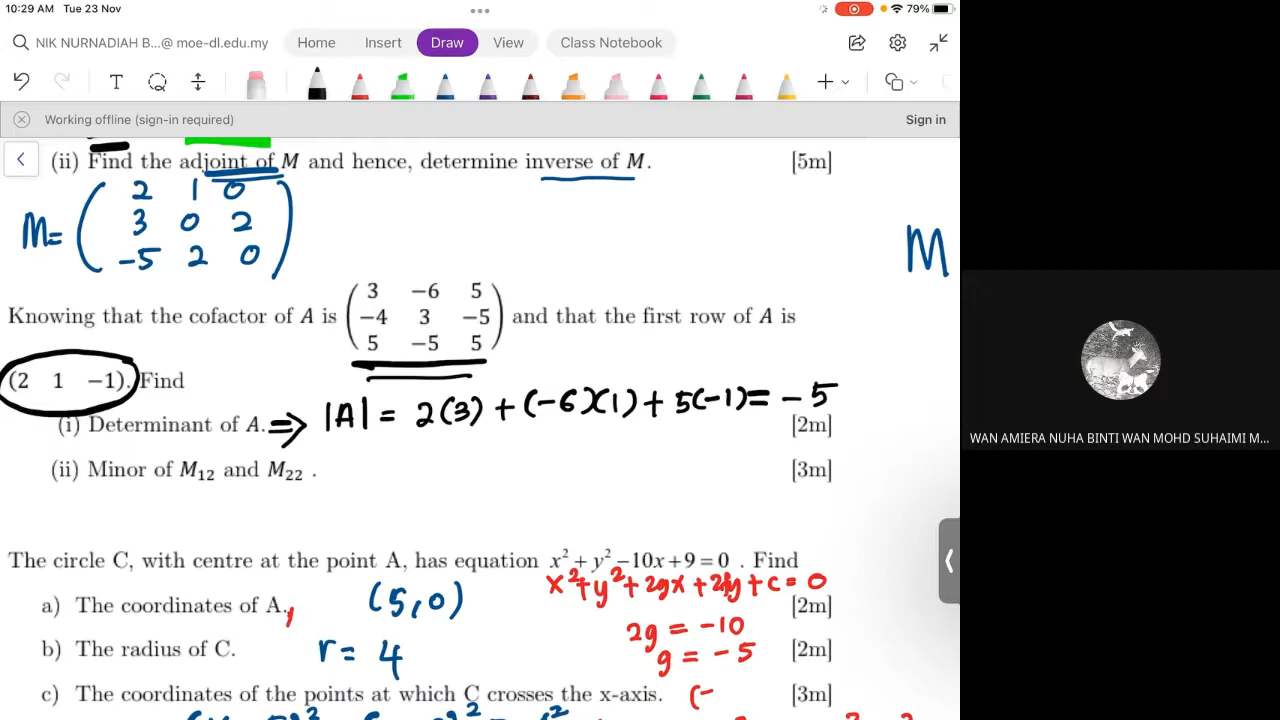 10:29 AM Tue 23 Nov
79%
NIK NURNADIAH B...@ moe-dl.edu.my Home Insert Draw View Class Notebook
Working offline (sign-in required) Sign in
(ii) Find the adjoint of M and hence, determine inverse of M. [5m]
M= ( 2 1 0
3 0 2
-5 2 0 )
M
Knowing that the cofactor of A is ( 3 −6 5
−4 3 −5
5 −5 5 ) and that the first row of A is
(2 1 −1). Find
(i) Determinant of A. ⇒ |A| = 2(3) + (-6)(1) + 5(-1) = -5 [2m]
(ii) Minor of M₁₂ and M₂₂ . [3m]
The circle C, with centre at the point A, has equation x² + y² −10x + 9 = 0 . Find
x² + y² + 2gx + 2fy + c = 0
a) The coordinates of A. (5, 0) [2m]
2g = -10
b) The radius of C. r = 4 g = -5 [2m]
c) The coordinates of the points at which C crosses the x-axis. (- [3m]
WAN AMIERA NUHA BINTI WAN MOHD SUHAIMI M...